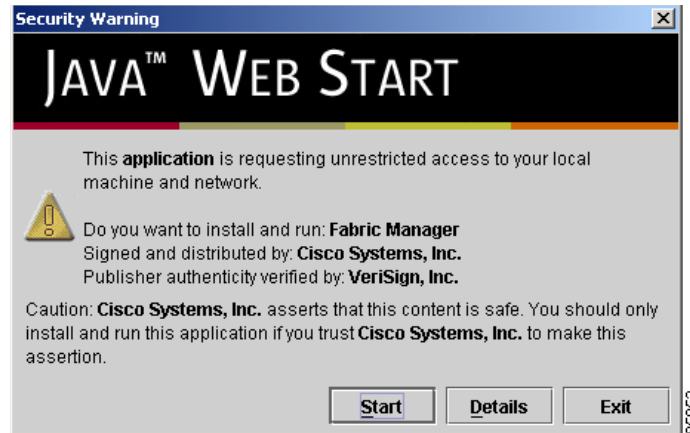 Security Warning
JAVA™ WEB START
This application is requesting unrestricted access to your local
machine and network.
Do you want to install and run: Fabric Manager
Signed and distributed by: Cisco Systems, Inc.
Publisher authenticity verified by: VeriSign, Inc.
Caution: Cisco Systems, Inc. asserts that this content is safe. You should only
install and run this application if you trust Cisco Systems, Inc. to make this
assertion.
Start Details Exit